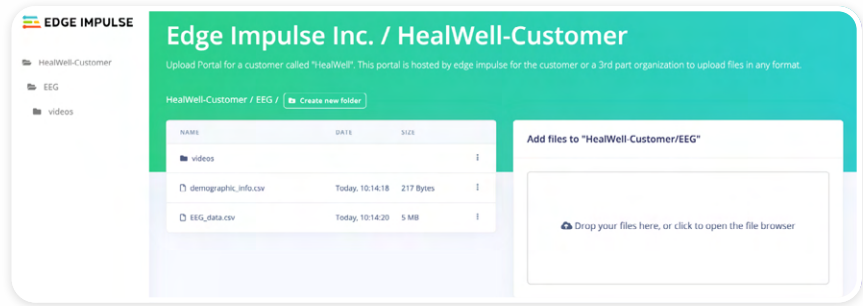 EDGE IMPULSE
HealWell-Customer
EEG
videos
Edge Impulse Inc. / HealWell-Customer
Upload Portal for a customer called "HealWell". This portal is hosted by edge impulse for the customer or a 3rd part organization to upload files in any format.
HealWell-Customer / EEG / Create new folder
NAME DATE SIZE
videos
demographic_info.csv Today, 10:14:18 217 Bytes
EEG_data.csv Today, 10:14:20 5 MB
Add files to "HealWell-Customer/EEG"
Drop your files here, or click to open the file browser